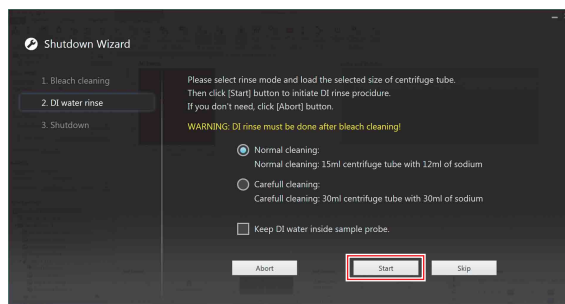 Shutdown Wizard
1. Bleach cleaning
2. DI water rinse
3. Shutdown
Please select rinse mode and load the selected size of centrifuge tube.
Then click [Start] button to initiate DI rinse procidure.
If you don't need, click [Abort] button.
WARNING: DI rinse must be done after bleach cleaning!
Normal cleaning:
Normal cleaning: 15ml centrifuge tube with 12ml of sodium
Carefull cleaning:
Carefull cleaning: 30ml centrifuge tube with 30ml of sodium
Keep DI water inside sample probe.
Abort
Start
Skip